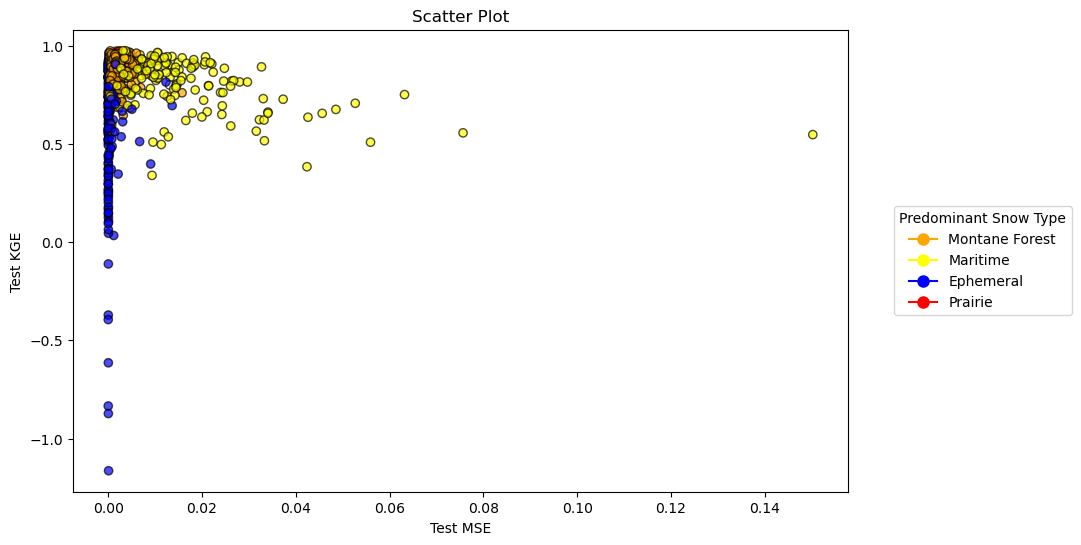 Scatter Plot
1.0
0.5
0.0
−0.5
−1.0
Test KGE
0.00
0.02
0.04
0.06
0.08
0.10
0.12
0.14
Test MSE
Predominant Snow Type
Montane Forest
Maritime
Ephemeral
Prairie